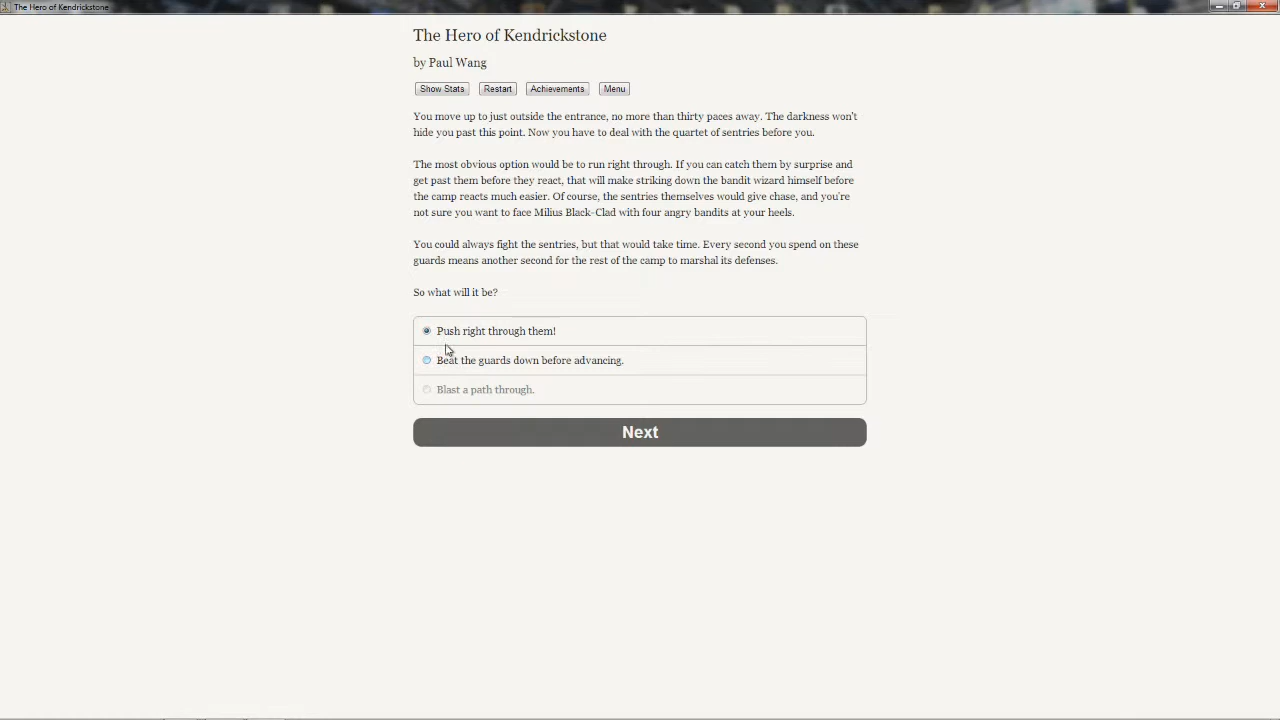 The Hero of Kendrickstone
The Hero of Kendrickstone
by Paul Wang
Show Stats Restart Achievements Menu
You move up to just outside the entrance, no more than thirty paces away. The darkness won't
hide you past this point. Now you have to deal with the quartet of sentries before you.
The most obvious option would be to run right through. If you can catch them by surprise and
get past them before they react, that will make striking down the bandit wizard himself before
the camp reacts much easier. Of course, the sentries themselves would give chase, and you're
not sure you want to face Milius Black-Clad with four angry bandits at your heels.
You could always fight the sentries, but that would take time. Every second you spend on these
guards means another second for the rest of the camp to marshal its defenses.
So what will it be?
Push right through them!
Beat the guards down before advancing.
Blast a path through.
Next